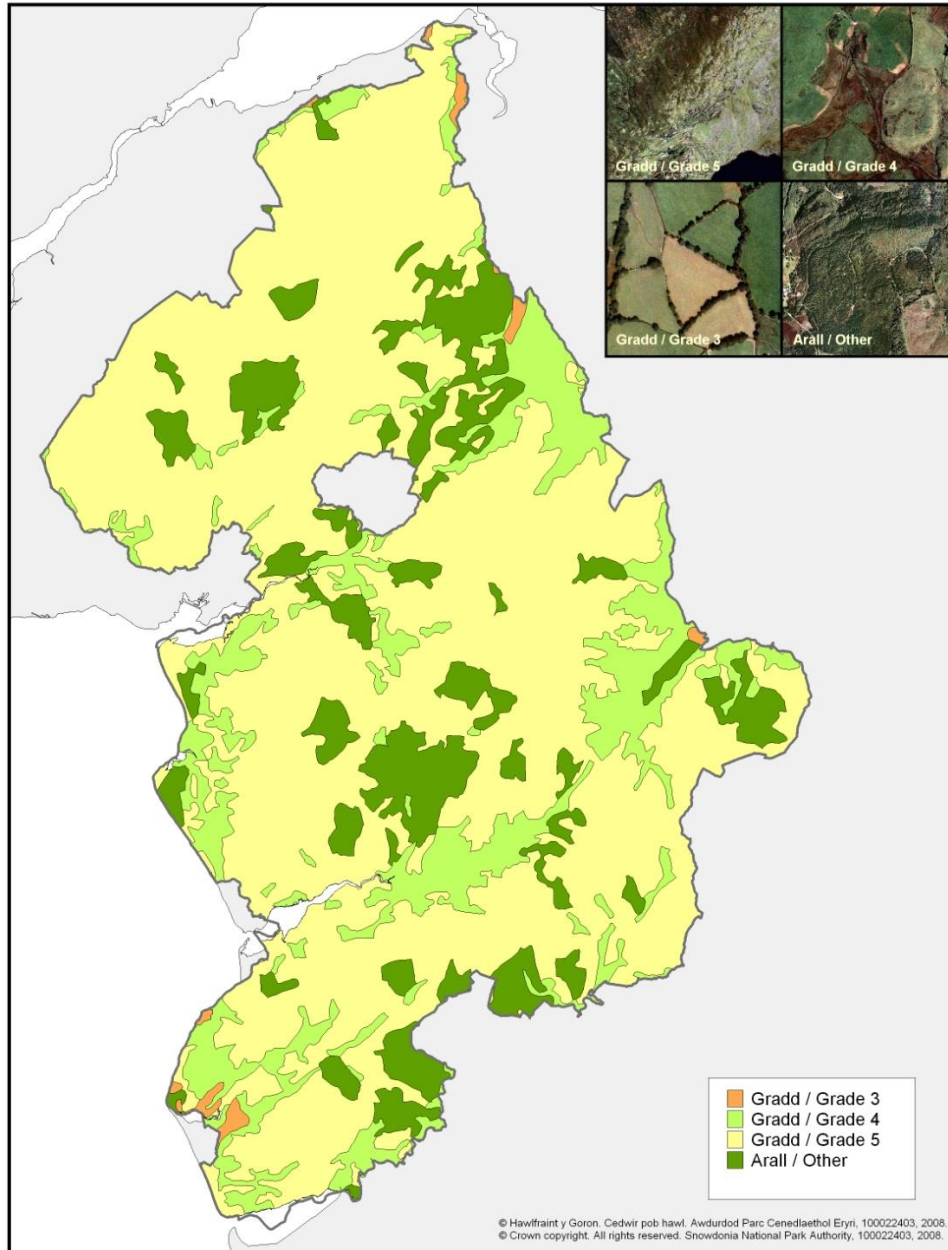 Gradd / Grade 5
Gradd / Grade 4
Gradd / Grade 3
Arall / Other
Gradd / Grade 3
Gradd / Grade 4
Gradd / Grade 5
Arall / Other
© Hawlfraint y Goron. Cedwir pob hawl. Awdurdod Parc Cenedlaethol Eryri, 100022403, 2008.
© Crown copyright. All rights reserved. Snowdonia National Park Authority, 100022403, 2008.